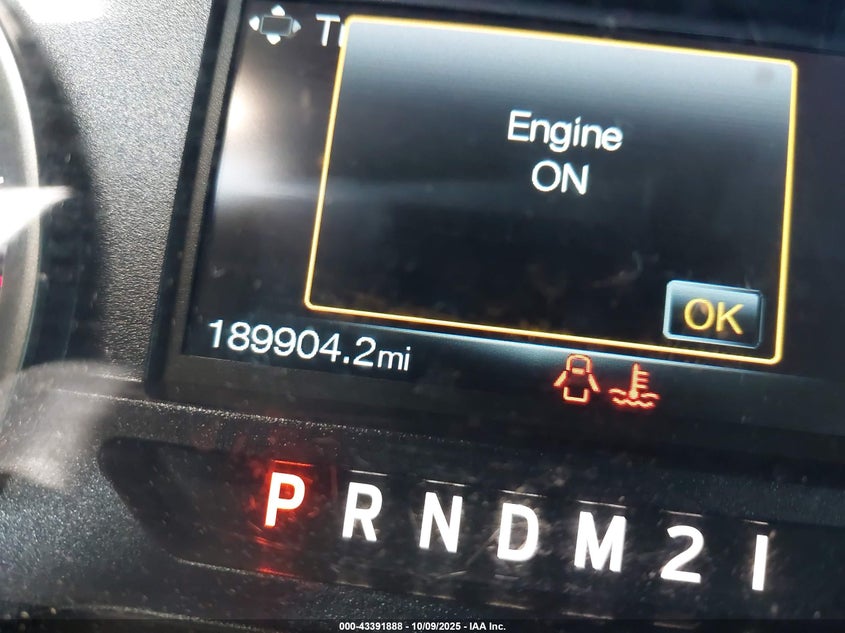 Engine
ON
OK
189904.2mi
P R N D M 2 1
000-43391888 - 10/09/2025 - IAA Inc.